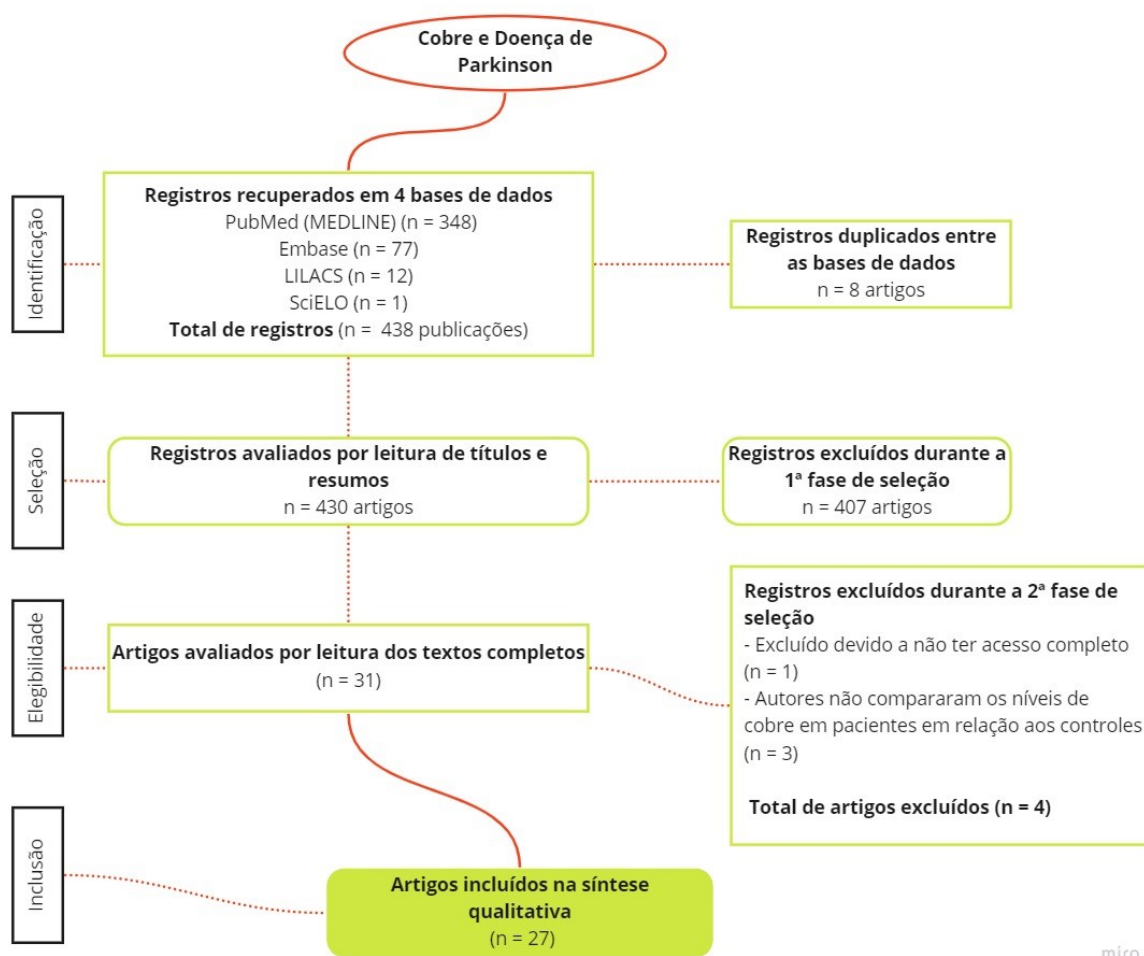 Cobre e Doença de
Parkinson
Identificação
Registros recuperados em 4 bases de dados
PubMed (MEDLINE) (n = 348)
Embase (n = 77)
LILACS (n = 12)
SciELO (n = 1)
Total de registros (n = 438 publicações)
Registros duplicados entre
as bases de dados
n = 8 artigos
Seleção
Registros avaliados por leitura de títulos e
resumos
n = 430 artigos
Registros excluídos durante a
1ª fase de seleção
n = 407 artigos
Elegibilidade
Artigos avaliados por leitura dos textos completos
(n = 31)
Registros excluídos durante a 2ª fase de
seleção
- Excluído devido a não ter acesso completo
(n = 1)
- Autores não compararam os níveis de
cobre em pacientes em relação aos controles
(n = 3)
Total de artigos excluídos (n = 4)
Inclusão
Artigos incluídos na síntese
qualitativa
(n = 27)
miro